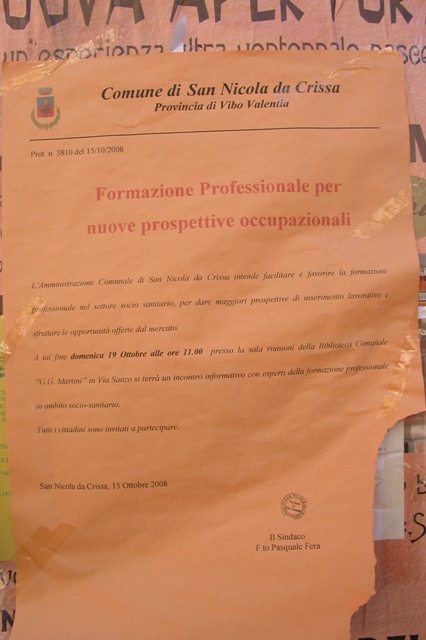 un'esperienza ultra ventennale
Comune di San Nicola da Crissa
Provincia di Vibo Valentia
Prot. n. 3810 del 15/10/2008
Formazione Professionale per
nuove prospettive occupazionali
L'Amministrazione Comunale di San Nicola da Crissa intende facilitare e favorire la formazione
professionale nel settore socio sanitario, per dare maggiori prospettive di inserimento lavorativo e
sfruttare le opportunità offerte dal mercato.
A tal fine domenica 19 Ottobre alle ore 11.00 presso la sala riunioni della Biblioteca Comunale
"G.G. Martini" in Via Sanzo si terrà un incontro informativo con esperti della formazione professionale
in ambito socio-sanitario.
Tutti i cittadini sono invitati a partecipare.
San Nicola da Crissa, 15 Ottobre 2008
Il Sindaco
F.to Pasquale Fera